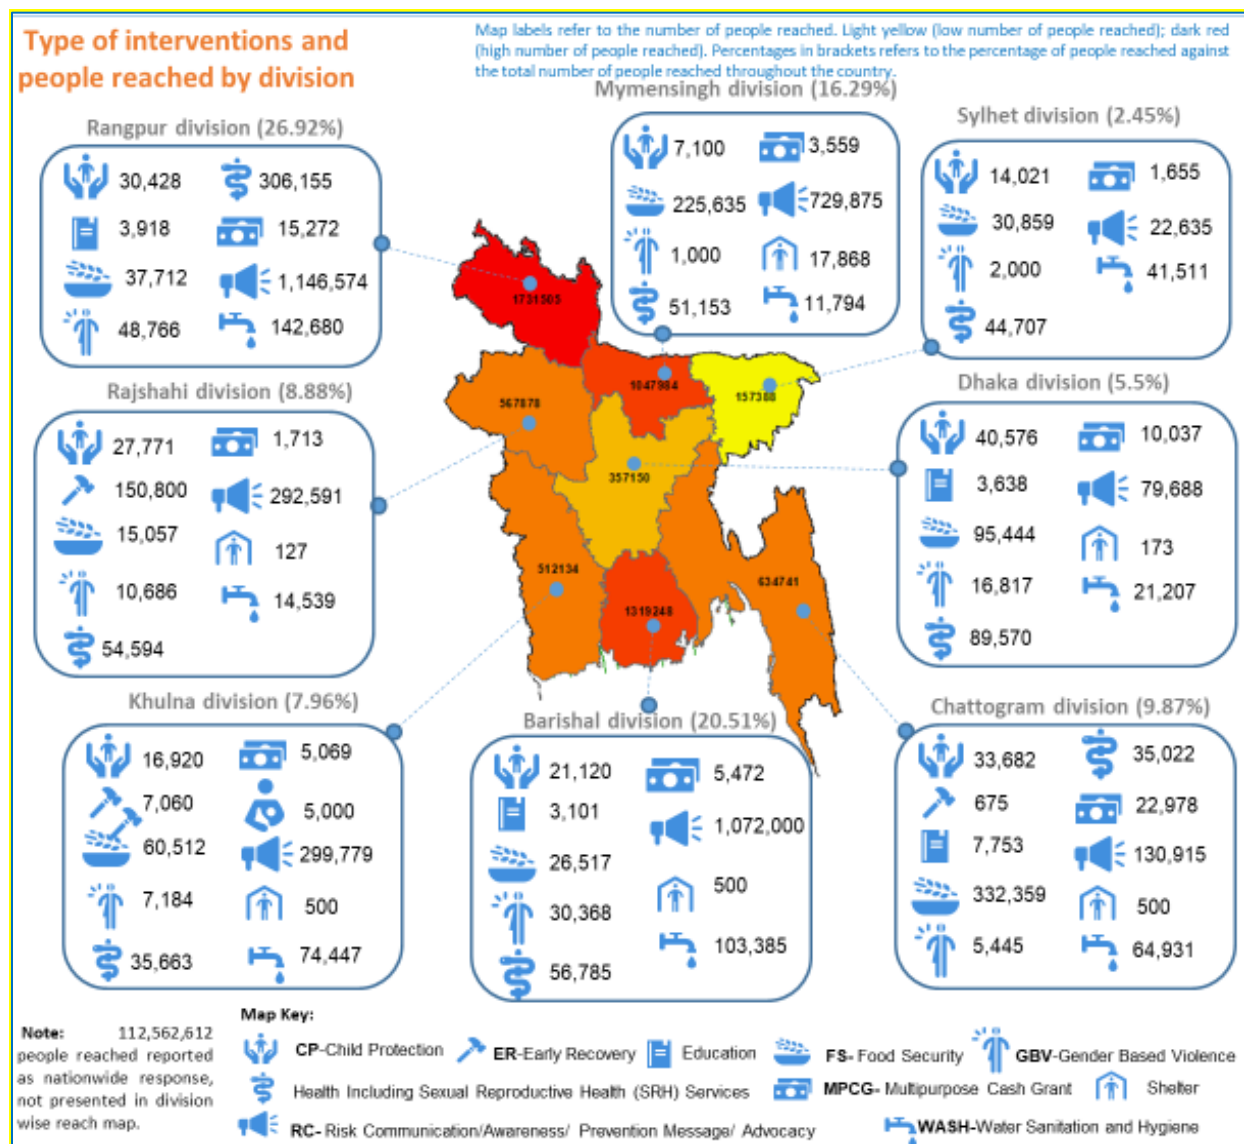 Type of interventions and
people reached by division
Map labels refer to the number of people reached. Light yellow (low number of people reached); dark red
(high number of people reached). Percentages in brackets refers to the percentage of people reached against
the total number of people reached throughout the country.
Rangpur division (26.92%)
30,428 306,155
3,918 15,272
37,712 1,146,574
48,766 142,680
Mymensingh division (16.29%)
7,100 3,559
225,635 729,875
1,000 17,868
51,153 11,794
Sylhet division (2.45%)
14,021 1,655
30,859 22,635
2,000 41,511
44,707
Rajshahi division (8.88%)
27,771 1,713
150,800 292,591
15,057 127
10,686 14,539
54,594
Dhaka division (5.5%)
40,576 10,037
3,638 79,688
95,444 173
16,817 21,207
89,570
1731505
1047984
157388
567878
357150
512134
634741
1319248
Khulna division (7.96%)
16,920 5,069
7,060 5,000
60,512 299,779
7,184 500
35,663 74,447
Barishal division (20.51%)
21,120 5,472
3,101 1,072,000
26,517 500
30,368 103,385
56,785
Chattogram division (9.87%)
33,682 35,022
675 22,978
7,753 130,915
332,359 500
5,445 64,931
Note: 112,562,612
people reached reported
as nationwide response,
not presented in division
wise reach map.
Map Key:
CP-Child Protection ER-Early Recovery Education FS- Food Security GBV-Gender Based Violence
Health Including Sexual Reproductive Health (SRH) Services MPCG- Multipurpose Cash Grant Shelter
RC- Risk Communication/Awareness/ Prevention Message/ Advocacy WASH-Water Sanitation and Hygiene